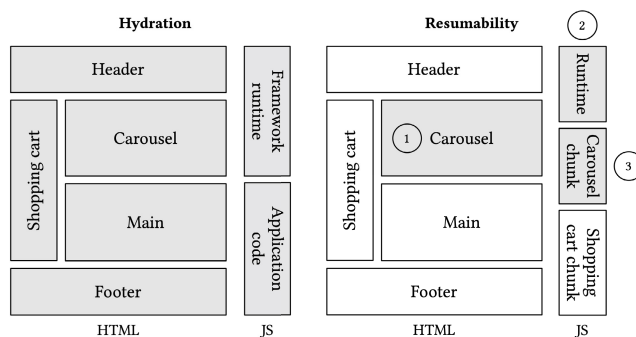 Hydration
Header
Shopping cart
Carousel
Main
Footer
HTML
Framework
runtime
Application
code
JS
Resumability
2
Header
Shopping cart
1
Carousel
Main
Footer
HTML
Runtime
Carousel
chunk
3
Shopping
cart chunk
JS